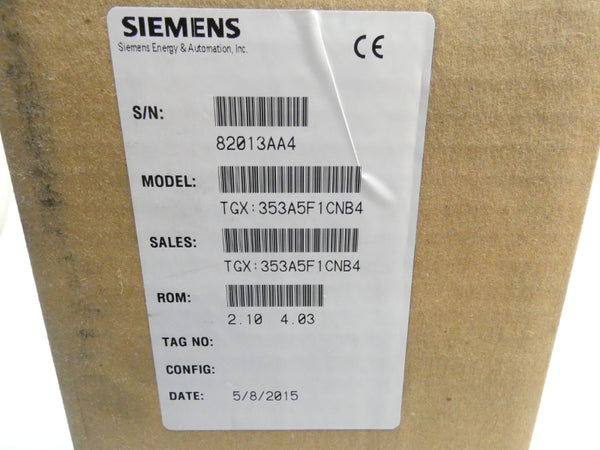 SIEMENS
Siemens Energy & Automation, Inc.
CE
S/N:
82013AA4
MODEL:
TGX:353A5F1CNB4
SALES:
TGX:353A5F1CNB4
ROM:
2.10 4.03
TAG NO:
CONFIG:
DATE: 5/8/2015